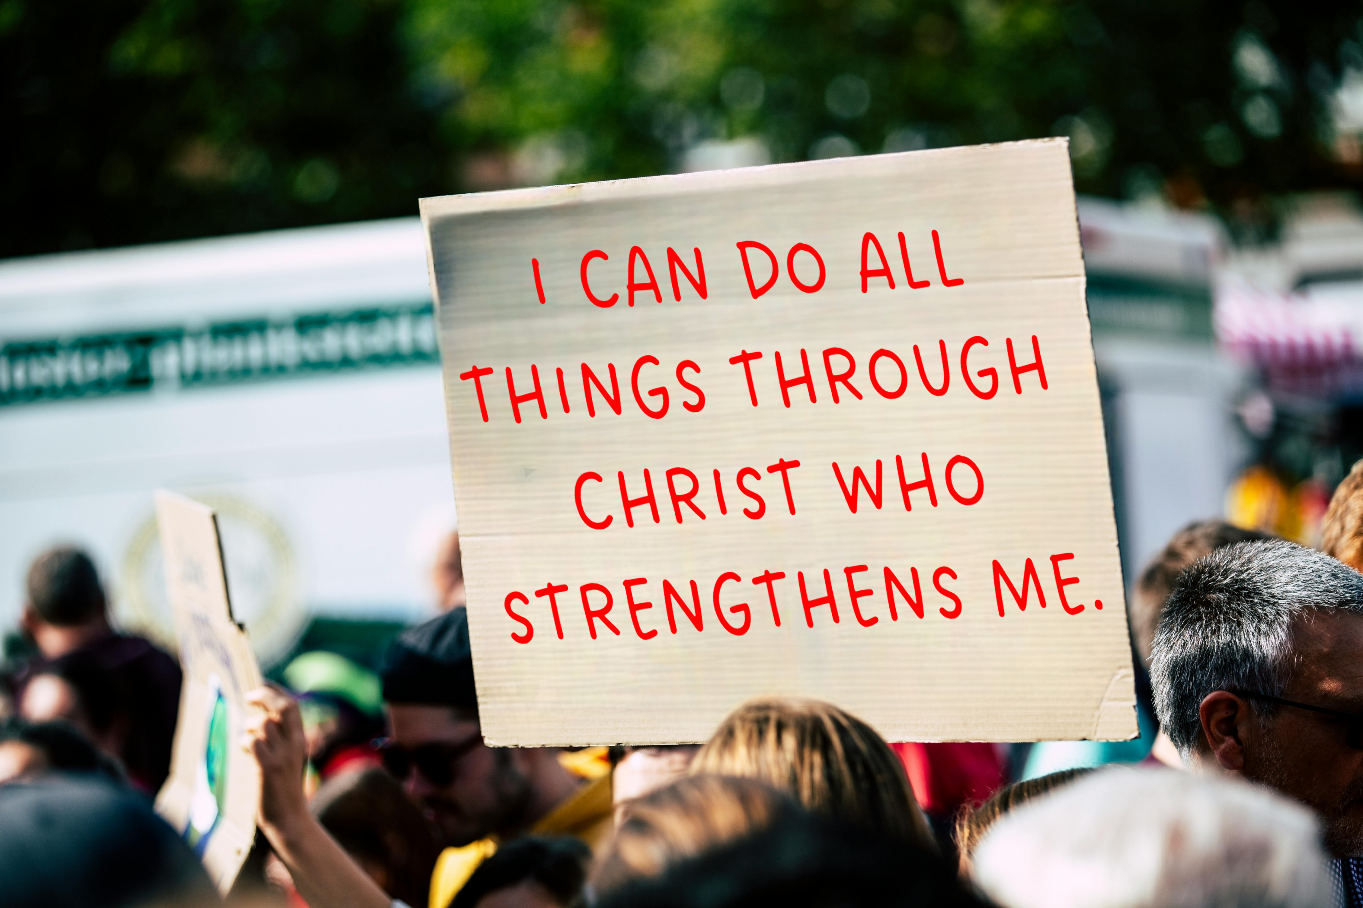 I CAN DO ALL
THINGS THROUGH
CHRIST WHO
STRENGTHENS ME.